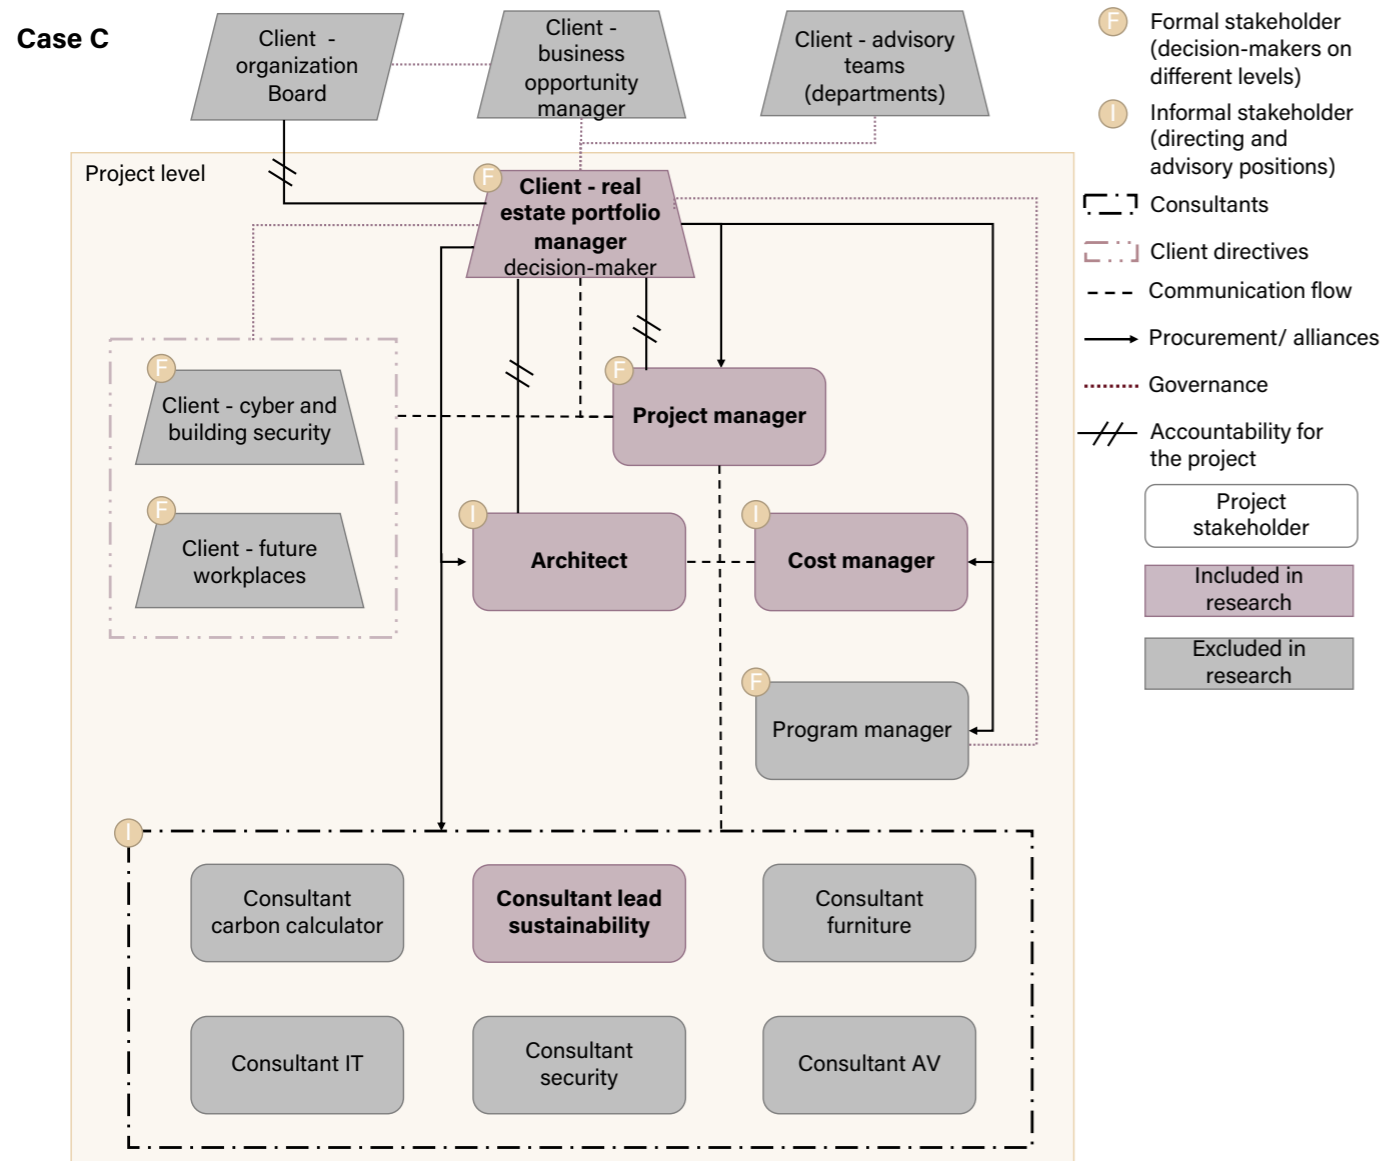 Case C
Client -
organization
Board
Client -
business
opportunity
manager
Client - advisory
teams
(departments)
F
Formal stakeholder
(decision-makers on
different levels)
I
Informal stakeholder
(directing and
advisory positions)
Consultants
Client directives
Communication flow
Procurement/ alliances
Governance
Accountability for
the project
Project
stakeholder
Included in
research
Excluded in
research
Project level
F
Client - real
estate portfolio
manager
decision-maker
F
Client - cyber and
building security
F
Client - future
workplaces
F
Project manager
I
Architect
I
Cost manager
F
Program manager
I
Consultant
carbon calculator
Consultant lead
sustainability
Consultant
furniture
Consultant IT
Consultant
security
Consultant AV